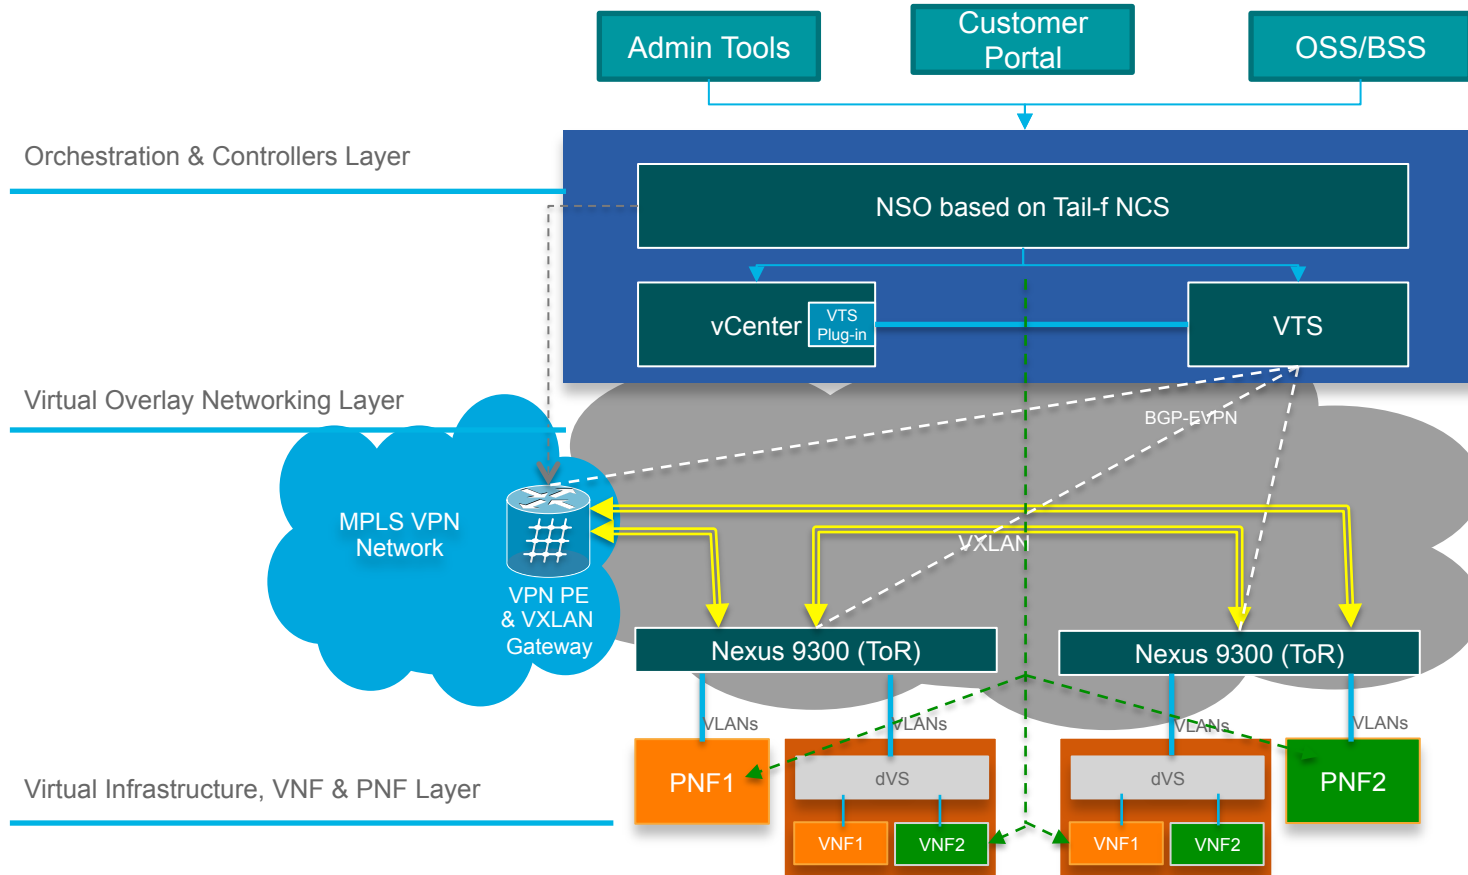 Admin Tools
Customer
Portal
OSS/BSS
Orchestration & Controllers Layer
NSO based on Tail-f NCS
vCenter
VTS
Plug-in
VTS
Virtual Overlay Networking Layer
BGP-EVPN
MPLS VPN
Network
VXLAN
VPN PE
& VXLAN
Gateway
Nexus 9300 (ToR)
Nexus 9300 (ToR)
VLANs
VLANs
VLANs
VLANs
PNF1
dVS
dVS
PNF2
Virtual Infrastructure, VNF & PNF Layer
VNF1
VNF2
VNF1
VNF2